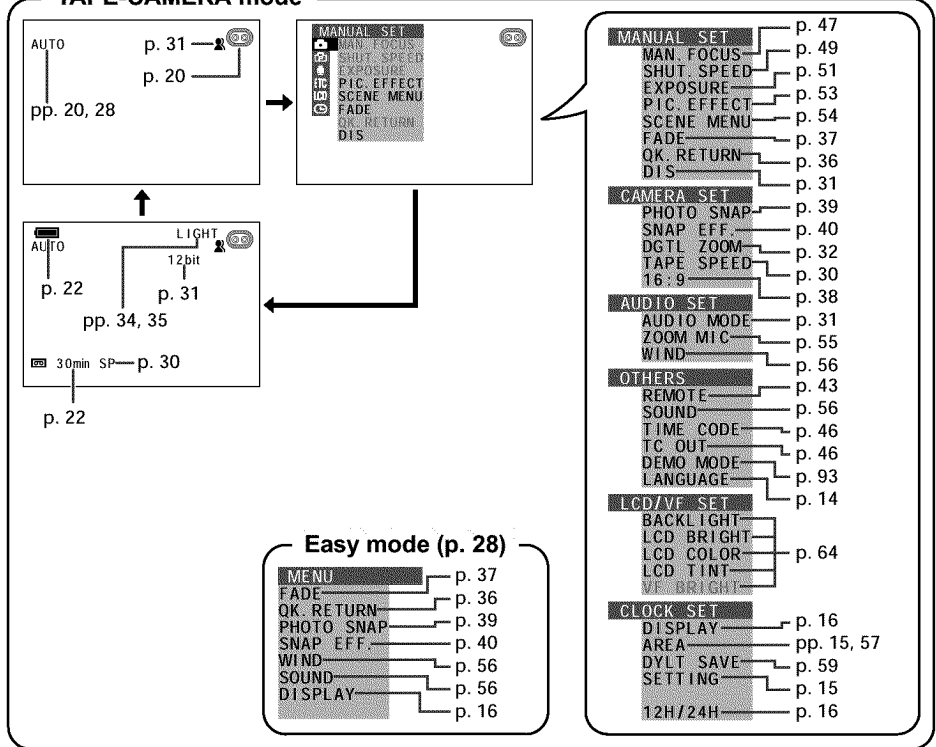 TAPE-CAMERA mode
AUTO
p. 31
p. 20
pp. 20, 28
MANUAL SET
MAN. FOCUS
SHUT. SPEED
EXPOSURE
PIC. EFFECT
SCENE MENU
FADE
QK. RETURN
DIS
ETC
AUTO
LIGHT
12bit
p. 22
p. 31
pp. 34, 35
30min SP p. 30
p. 22
MANUAL SET
MAN. FOCUS p. 47
SHUT. SPEED p. 49
EXPOSURE p. 51
PIC. EFFECT p. 53
SCENE MENU p. 54
FADE p. 37
QK. RETURN p. 36
DIS p. 31
CAMERA SET
PHOTO SNAP p. 39
SNAP EFF. p. 40
DGTL ZOOM p. 32
TAPE SPEED p. 30
16:9 p. 38
AUDIO SET
AUDIO MODE p. 31
ZOOM MIC p. 55
WIND p. 56
OTHERS
REMOTE p. 43
SOUND p. 56
TIME CODE p. 46
TC OUT p. 46
DEMO MODE p. 93
LANGUAGE p. 14
LCD/VF SET
BACKLIGHT
LCD BRIGHT
LCD COLOR p. 64
LCD TINT
VF BRIGHT
CLOCK SET
DISPLAY p. 16
AREA pp. 15, 57
DYLT SAVE p. 59
SETTING p. 15
12H/24H p. 16
Easy mode (p. 28)
MENU
FADE p. 37
QK. RETURN p. 36
PHOTO SNAP p. 39
SNAP EFF. p. 40
WIND p. 56
SOUND p. 56
DISPLAY p. 16